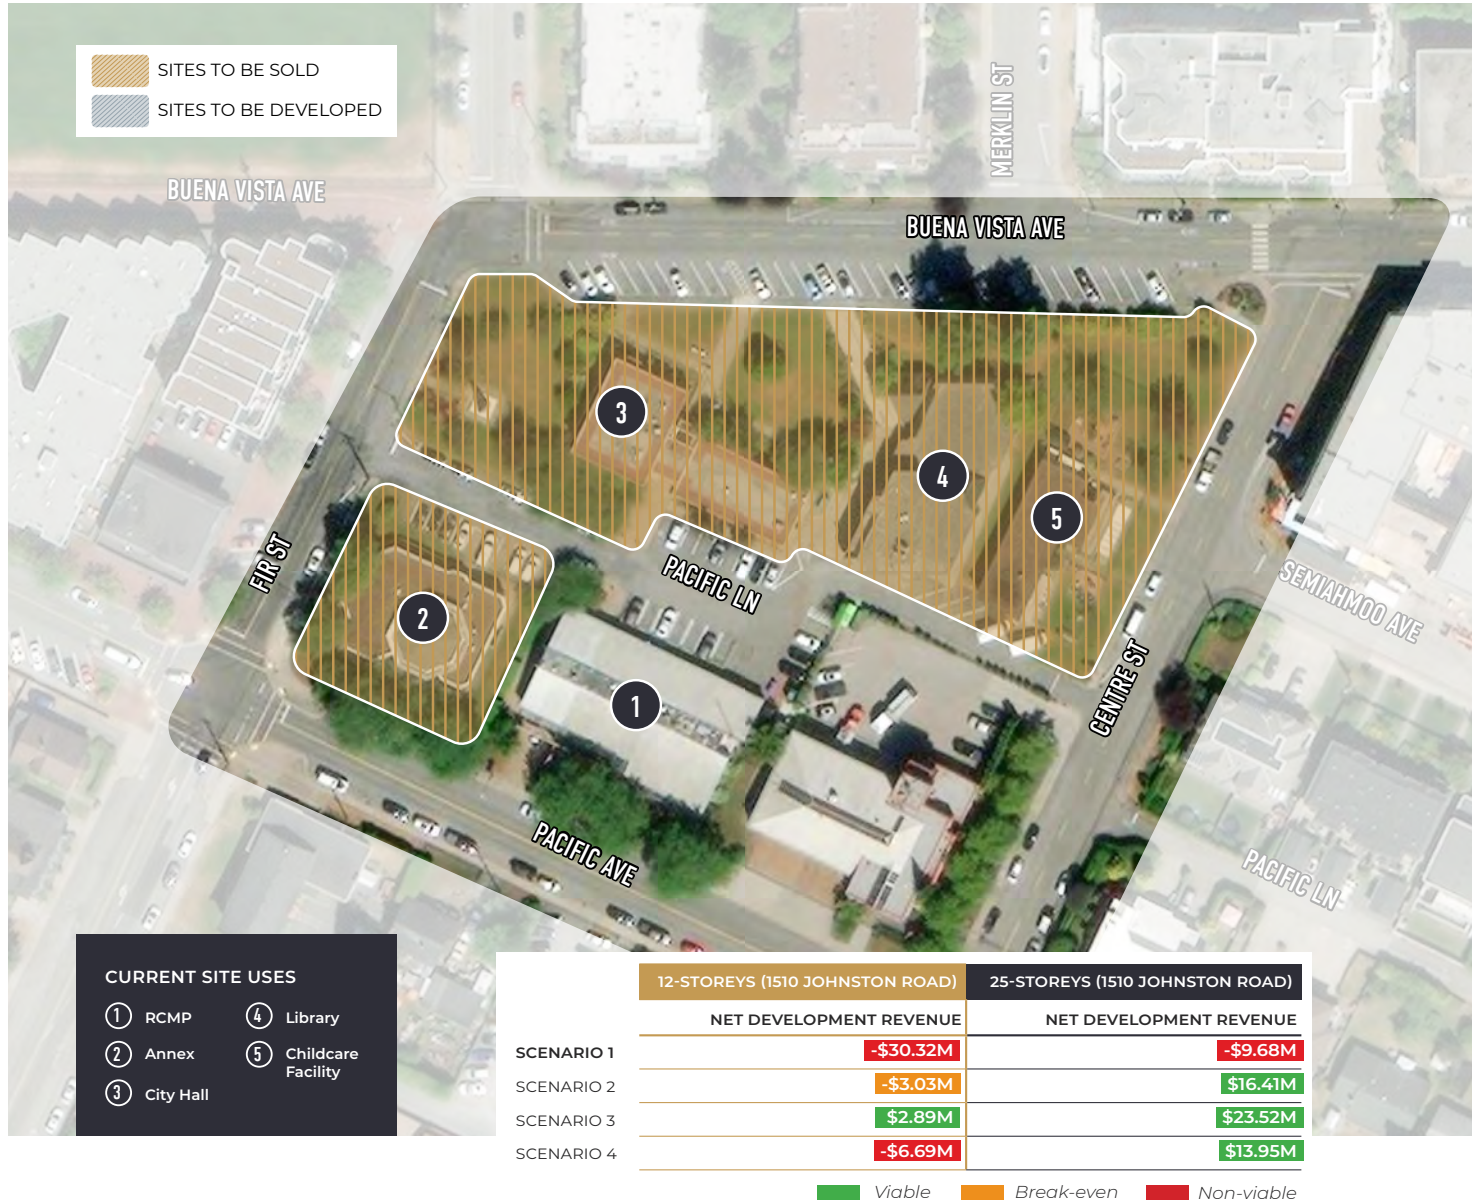 SITES TO BE SOLD
SITES TO BE DEVELOPED
MERKLIN ST
BUENA VISTA AVE
BUENA VISTA AVE
3
4
5
FIR ST
PACIFIC LN
SEMIAHMOO AVE
2
CENTRE ST
1
PACIFIC AVE
PACIFIC LN
CURRENT SITE USES
1 RCMP
2 Annex
3 City Hall
4 Library
5 Childcare
Facility
12-STOREYS (1510 JOHNSTON ROAD) 25-STOREYS (1510 JOHNSTON ROAD)
NET DEVELOPMENT REVENUE NET DEVELOPMENT REVENUE
SCENARIO 1 -$30.32M -$9.68M
SCENARIO 2 -$3.03M $16.41M
SCENARIO 3 $2.89M $23.52M
SCENARIO 4 -$6.69M $13.95M
Viable Break-even Non-viable